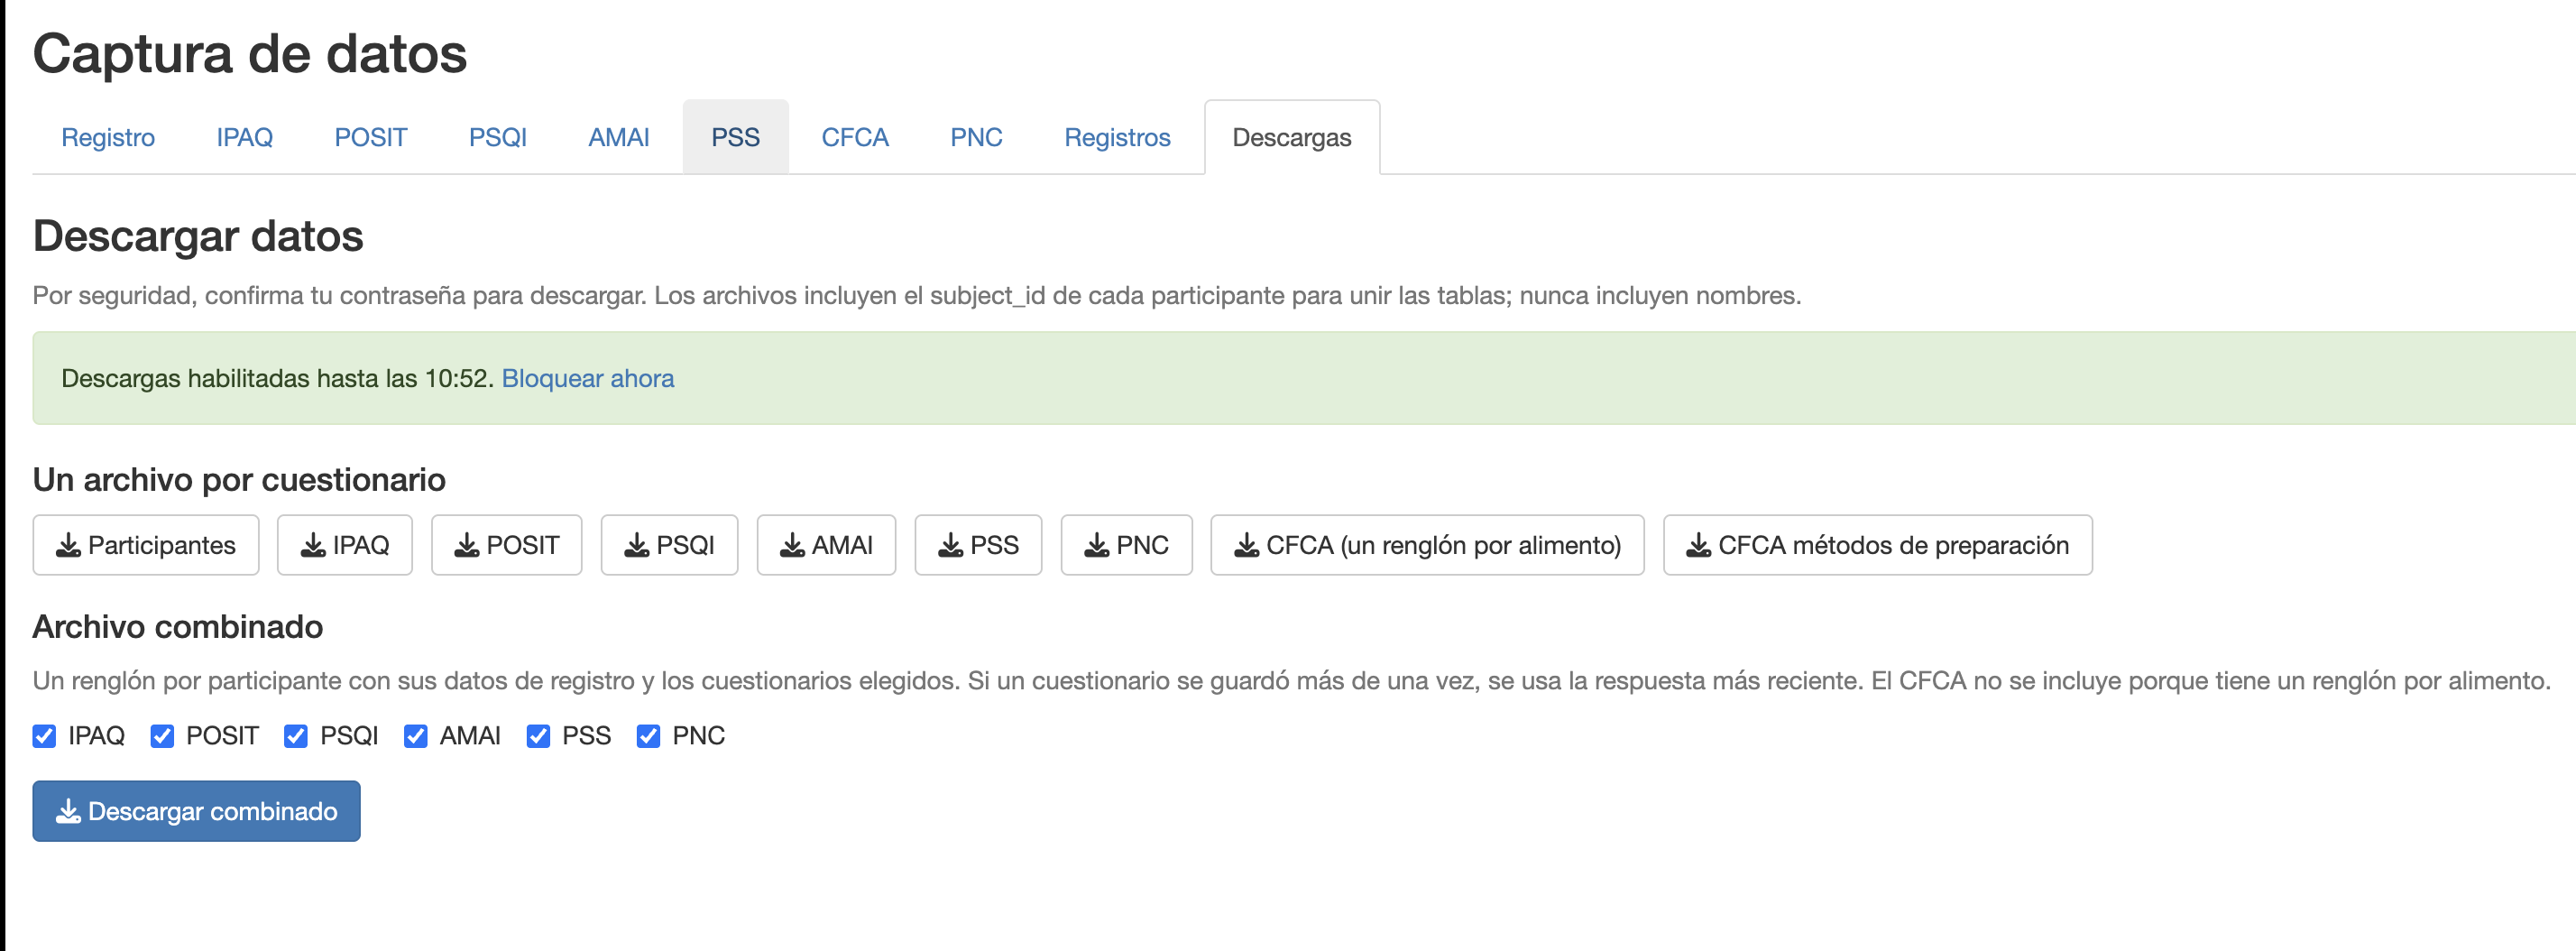 Captura de datos
Registro IPAQ POSIT PSQI AMAI PSS CFCA PNC Registros Descargas
Descargar datos
Por seguridad, confirma tu contraseña para descargar. Los archivos incluyen el subject_id de cada participante para unir las tablas; nunca incluyen nombres.
Descargas habilitadas hasta las 10:52. Bloquear ahora
Un archivo por cuestionario
Participantes IPAQ POSIT PSQI AMAI PSS PNC CFCA (un renglón por alimento) CFCA métodos de preparación
Archivo combinado
Un renglón por participante con sus datos de registro y los cuestionarios elegidos. Si un cuestionario se guardó más de una vez, se usa la respuesta más reciente. El CFCA no se incluye porque tiene un renglón por alimento.
IPAQ POSIT PSQI AMAI PSS PNC
Descargar combinado